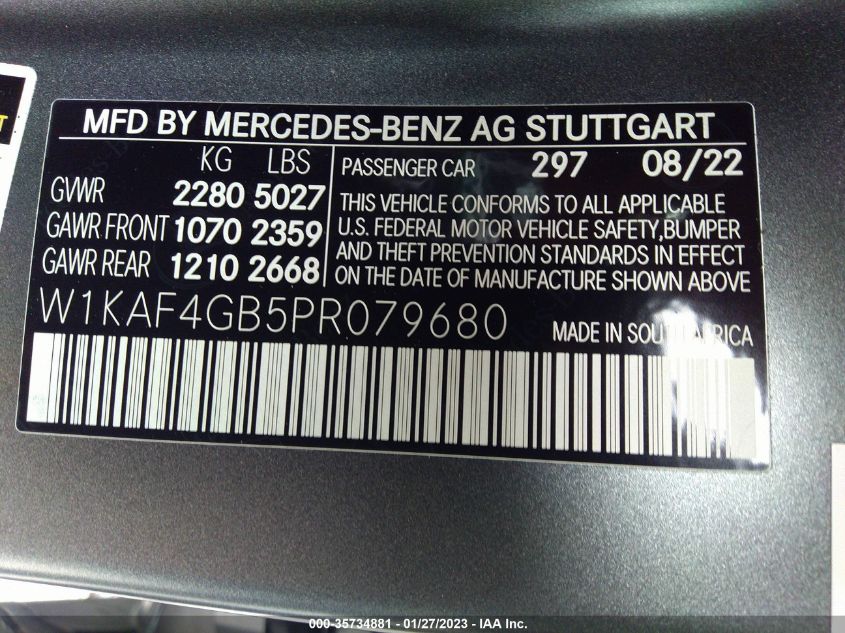 MFD BY MERCEDES-BENZ AG STUTTGART
KG LBS
GVWR 2280 5027
GAWR FRONT 1070 2359
GAWR REAR 1210 2668
PASSENGER CAR 297 08/22
THIS VEHICLE CONFORMS TO ALL APPLICABLE
U.S. FEDERAL MOTOR VEHICLE SAFETY,BUMPER
AND THEFT PREVENTION STANDARDS IN EFFECT
ON THE DATE OF MANUFACTURE SHOWN ABOVE
W1KAF4GB5PR079680
MADE IN SOUTH AFRICA
000-35734881 - 01/27/2023 - IAA Inc.